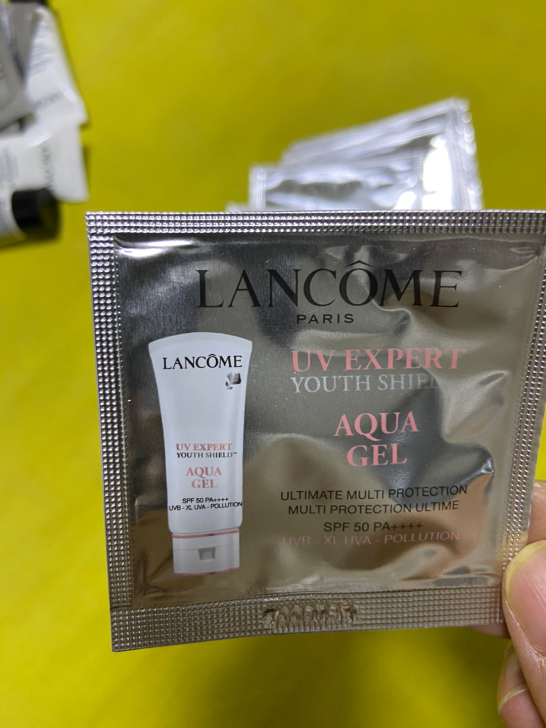 LANCÔME
PARIS
LANCÔME
UV EXPERT
YOUTH SHIELD™
AQUA
GEL
SPF 50 PA++++
UVB - XL UVA - POLLUTION
UV EXPERT
YOUTH SHIELD
AQUA
GEL
ULTIMATE MULTI PROTECTION
MULTI PROTECTION ULTIME
SPF 50 PA++++
UVB - XL UVA - POLLUTION